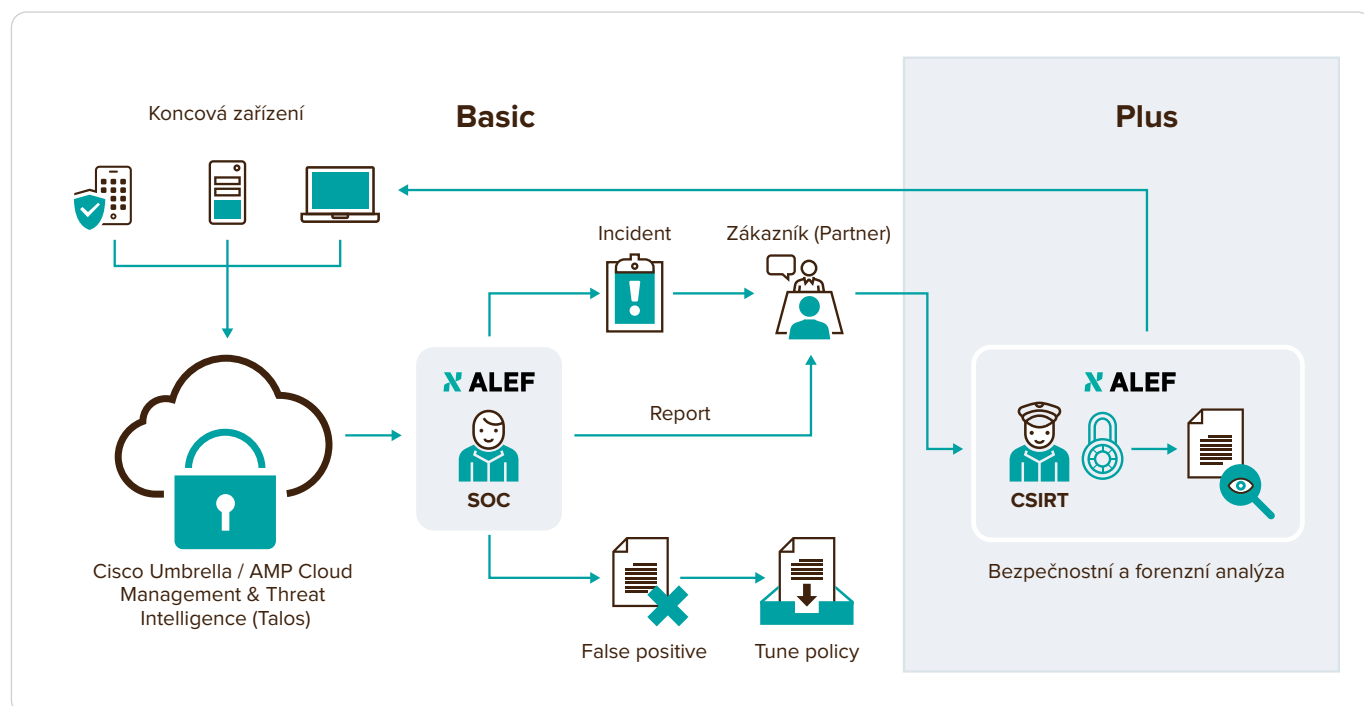 Koncová zařízení
Basic
Plus
Incident
Zákazník (Partner)
ALEF
SOC
Report
ALEF
CSIRT
Cisco Umbrella / AMP Cloud
Management & Threat
Intelligence (Talos)
Bezpečnostní a forenzní analýza
False positive
Tune policy